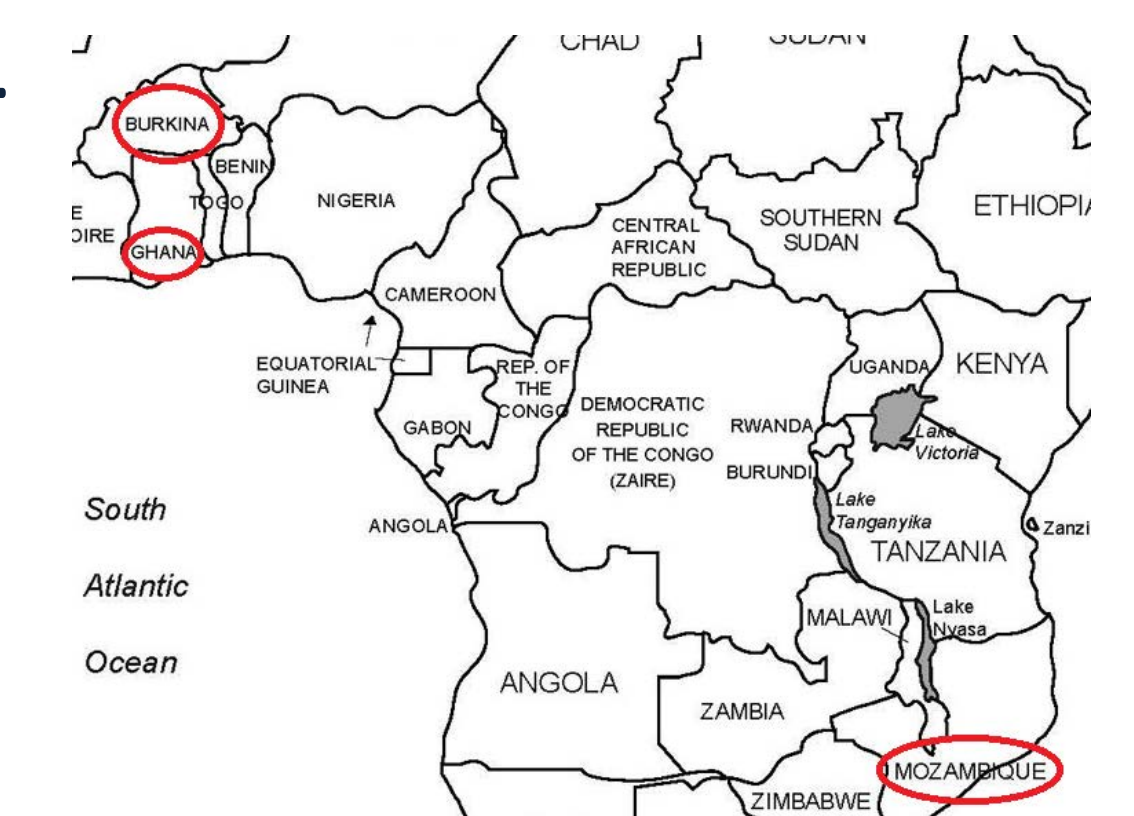 CHAD
SUDAN
BURKINA
BENIN
TOGO
NIGERIA
E
OIRE
GHANA
CENTRAL
AFRICAN
REPUBLIC
SOUTHERN
SUDAN
ETHIOPIA
CAMEROON
EQUATORIAL
GUINEA
REP. OF
THE
CONGO
GABON
DEMOCRATIC
REPUBLIC
OF THE CONGO
(ZAIRE)
UGANDA
KENYA
RWANDA
BURUNDI
Lake
Victoria
Lake
Tanganyika
ANGOLA
TANZANIA
Zanzi
South
Atlantic
Ocean
MALAWI
Lake
Nyasa
ANGOLA
ZAMBIA
MOZAMBIQUE
ZIMBABWE